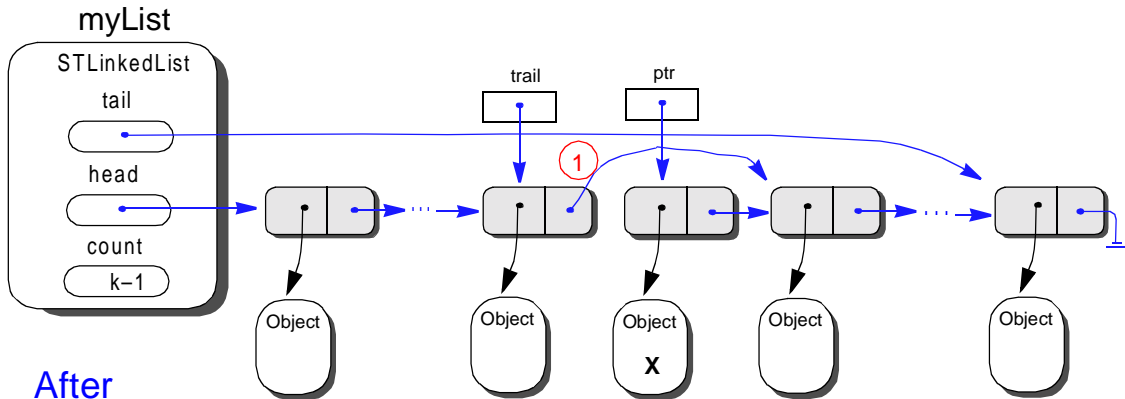 myList
STLinkedList
tail
head
count
k–1
trail
ptr
1
...
...
Object
Object
Object
X
Object
Object
After